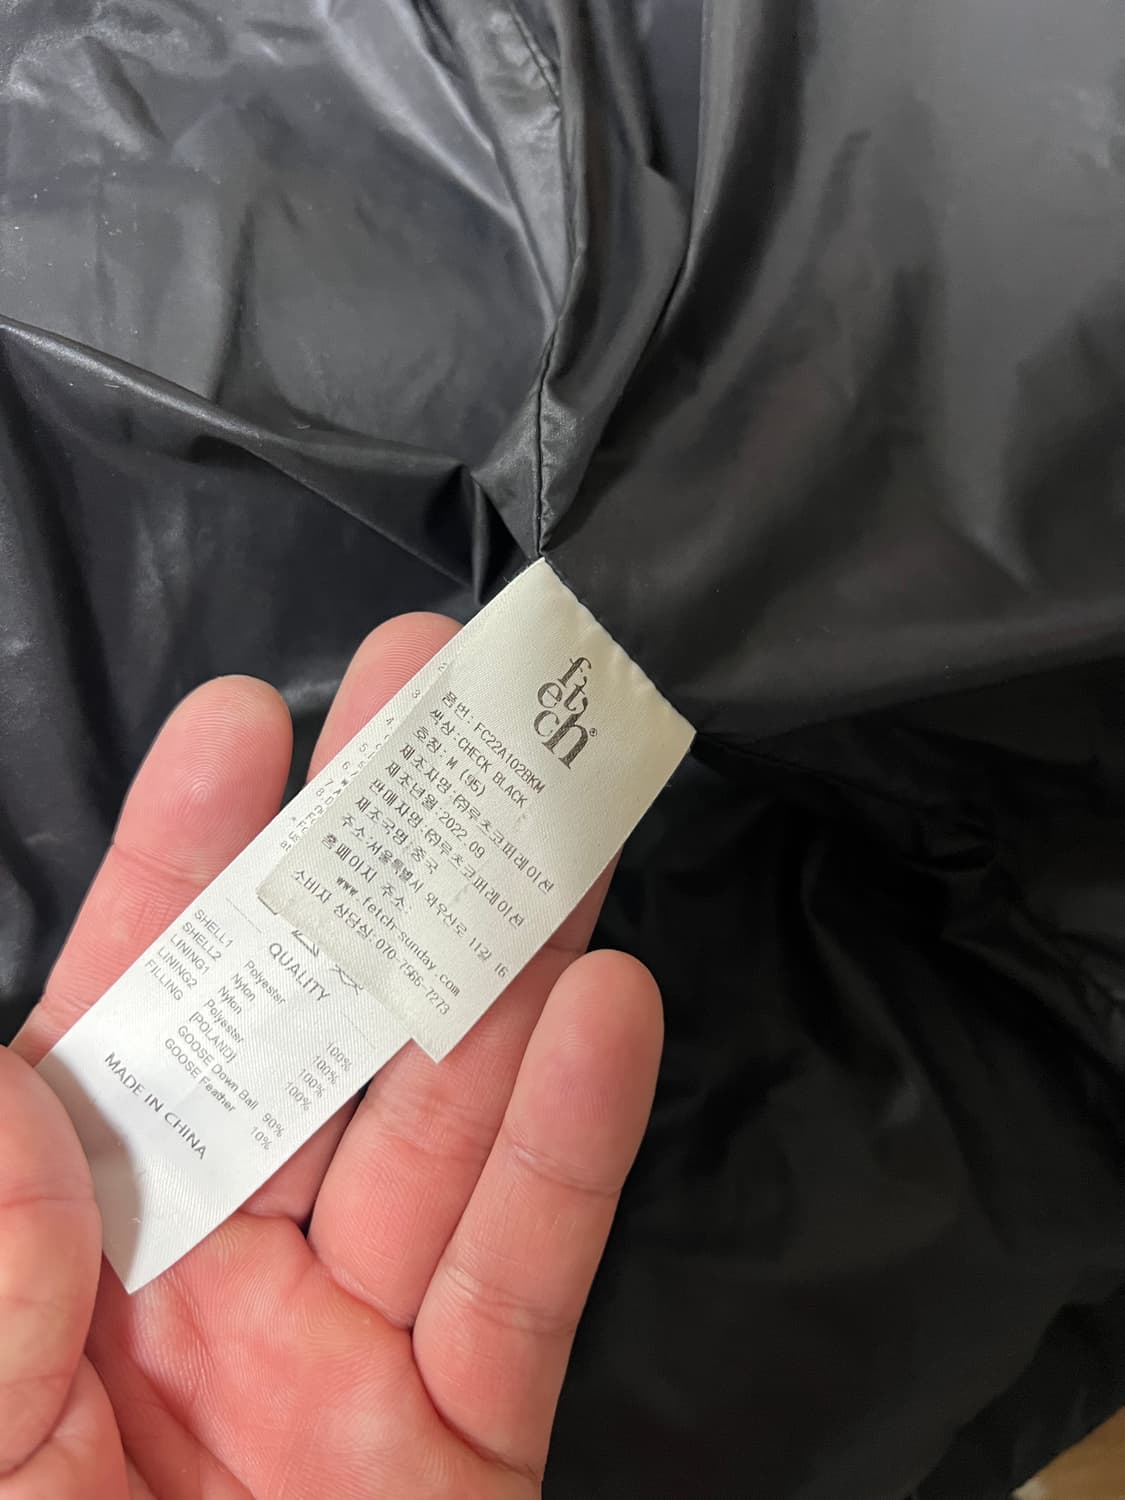 fetch®
품번: FC22A102BKM
색상: CHECK BLACK
호칭: M (95)
제조자명: (주)루츠코퍼레이션
제조년월: 2022.09
판매자명: (주)루츠코퍼레이션
제조국명: 중국
주소: 서울특별시 와우산로 11길 16
홈페이지 주소:
www.fetch-sunday.com
소비자 상담실: 070-7566-7273
QUALITY
SHELL1 Polyester 100%
SHELL2 Nylon 100%
LINING1 Nylon 100%
LINING2 Polyester 100%
FILLING [POLAND]
GOOSE Down Ball 90%
GOOSE Feather 10%
MADE IN CHINA